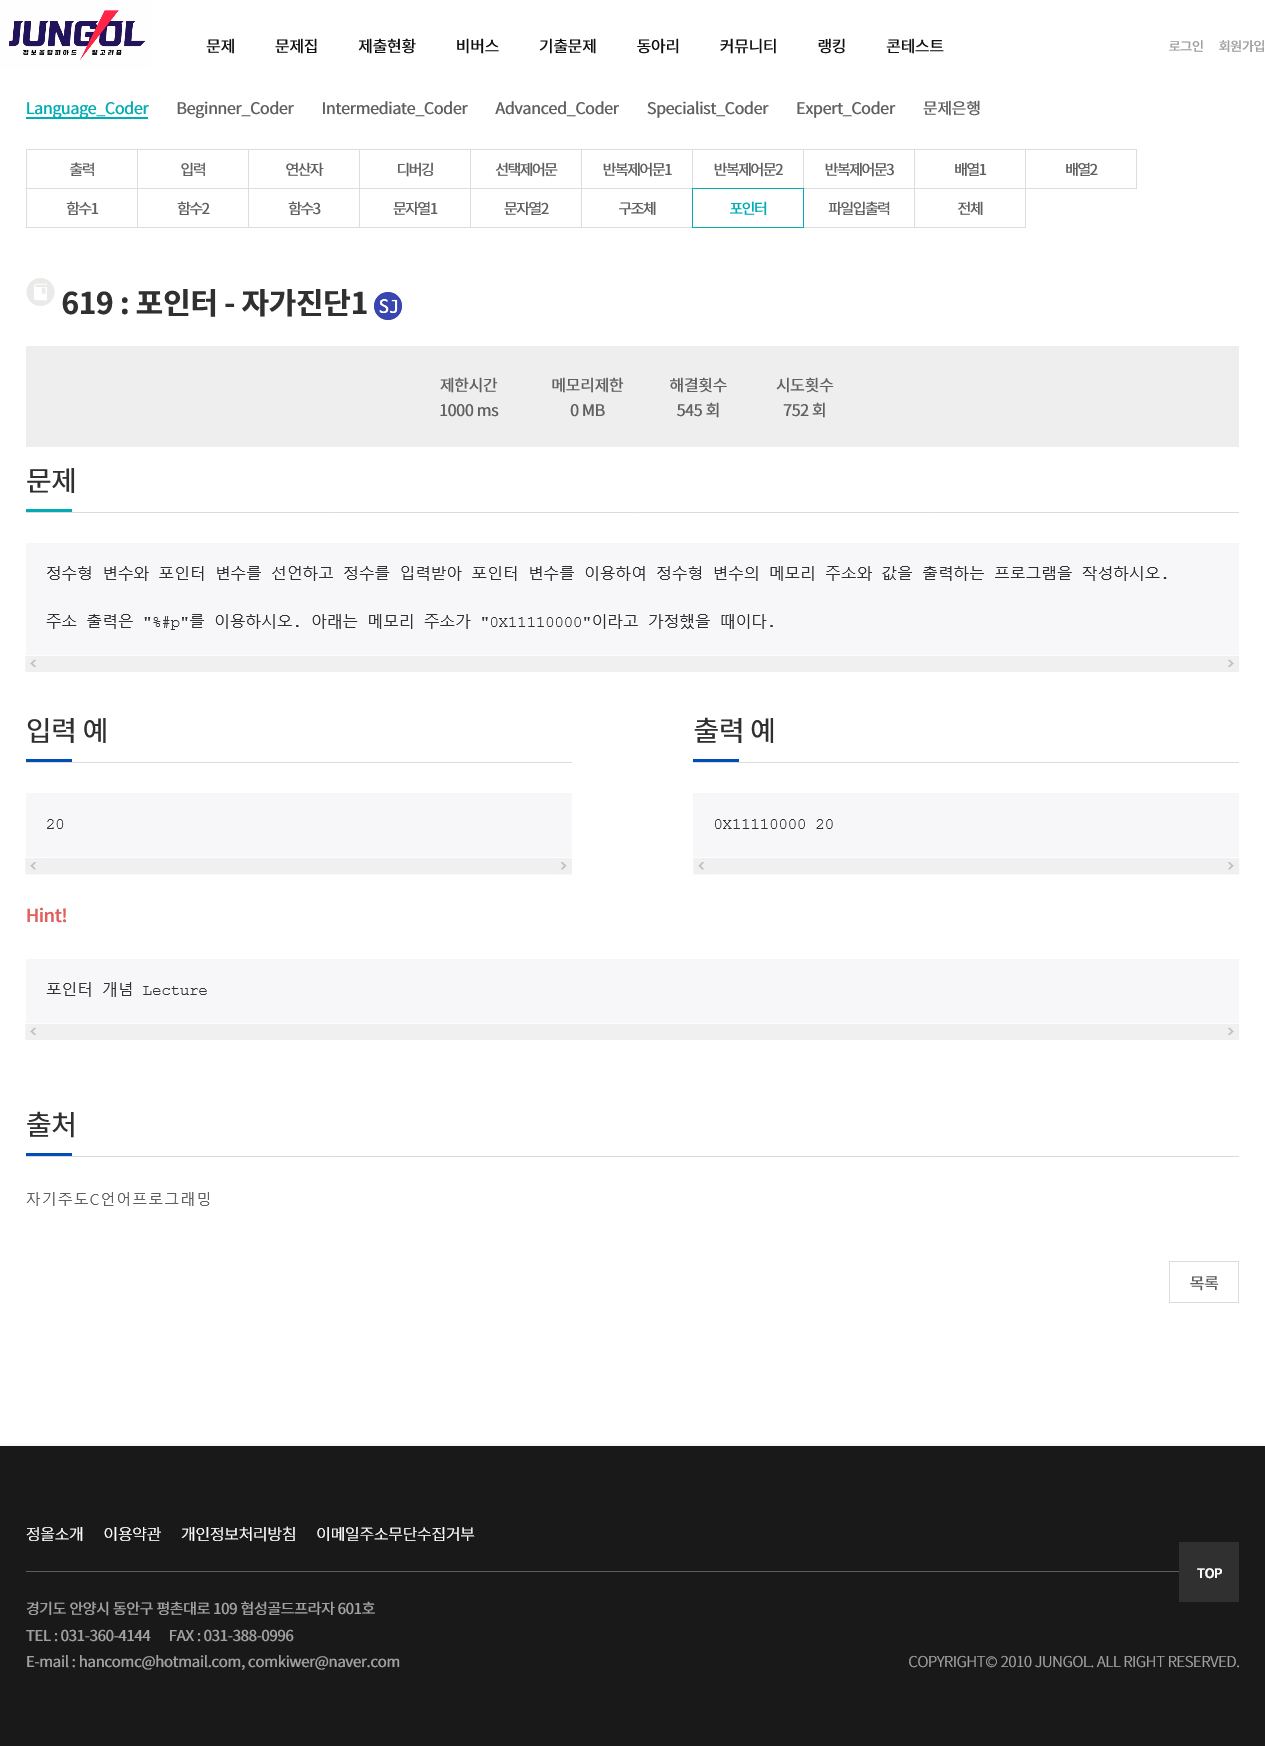 JUNGOL
정보올림피아드 알고리즘
문제 문제집 제출현황 비버스 기출문제 동아리 커뮤니티 랭킹 콘테스트 로그인 회원가입
Language_Coder Beginner_Coder Intermediate_Coder Advanced_Coder Specialist_Coder Expert_Coder 문제은행
출력 입력 연산자 디버깅 선택제어문 반복제어문1 반복제어문2 반복제어문3 배열1 배열2
함수1 함수2 함수3 문자열1 문자열2 구조체 포인터 파일입출력 전체
619 : 포인터 - 자가진단1 SJ
제한시간 메모리제한 해결횟수 시도횟수
1000 ms 0 MB 545 회 752 회
문제
정수형 변수와 포인터 변수를 선언하고 정수를 입력받아 포인터 변수를 이용하여 정수형 변수의 메모리 주소와 값을 출력하는 프로그램을 작성하시오.
주소 출력은 "%#p"를 이용하시오. 아래는 메모리 주소가 "0X11110000"이라고 가정했을 때이다.
입력 예
20
출력 예
0X11110000 20
Hint!
포인터 개념 Lecture
출처
자기주도C언어프로그래밍
목록
정올소개 이용약관 개인정보처리방침 이메일주소무단수집거부
TOP
경기도 안양시 동안구 평촌대로 109 협성골드프라자 601호
TEL : 031-360-4144 FAX : 031-388-0996
E-mail : hancomc@hotmail.com, comkiwer@naver.com
COPYRIGHT© 2010 JUNGOL. ALL RIGHT RESERVED.